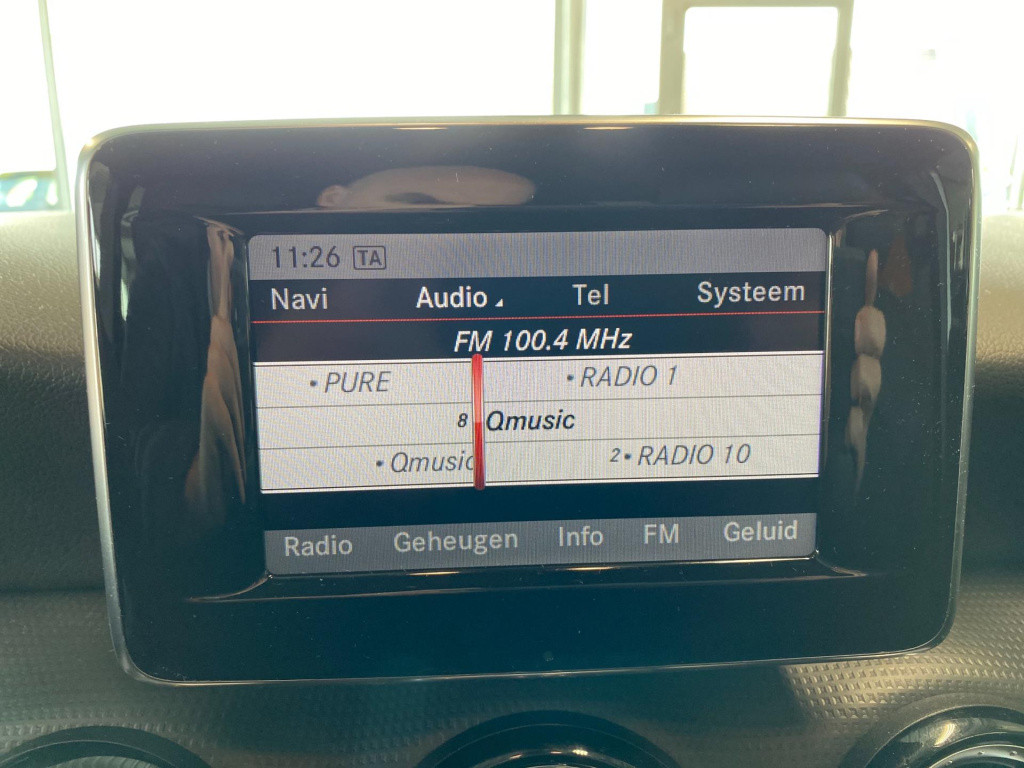 11:26 TA
Navi Audio Tel Systeem
FM 100.4 MHz
• PURE • RADIO 1
8 Qmusic
• Qmusic 2• RADIO 10
Radio Geheugen Info FM Geluid